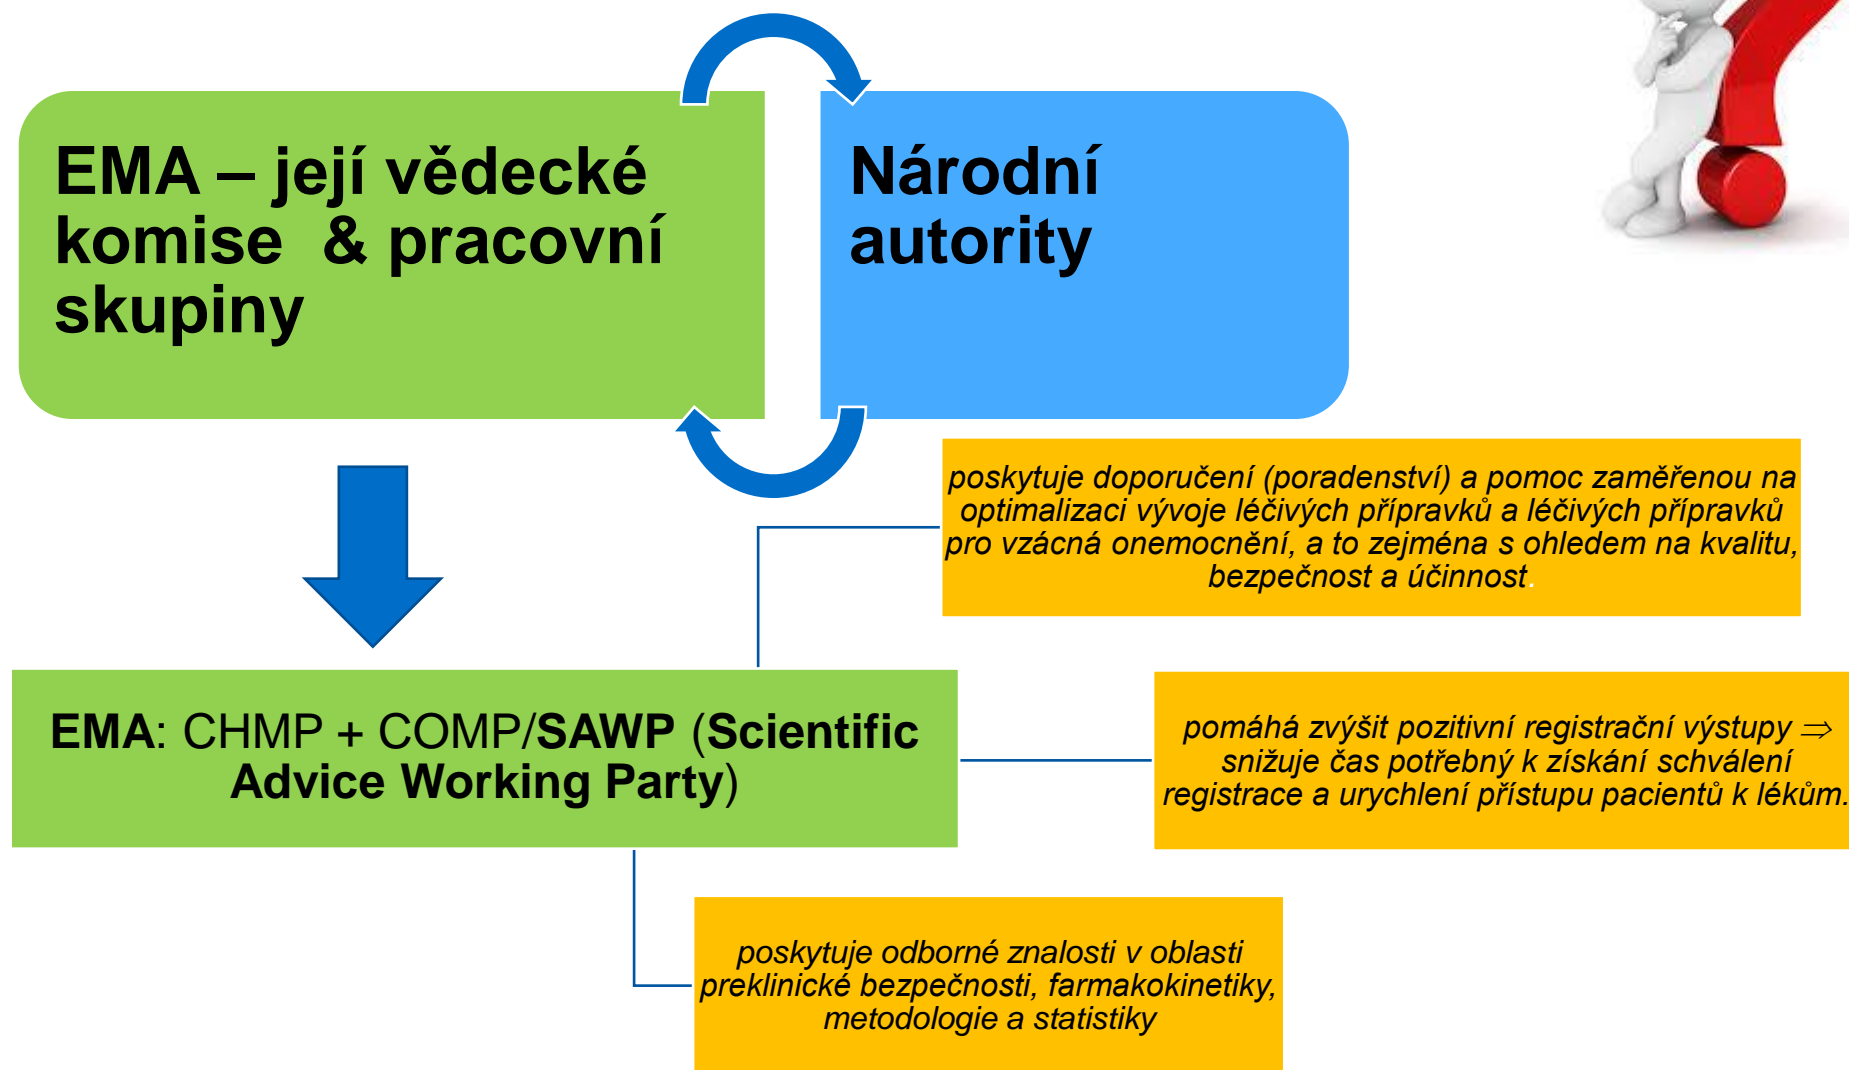 EMA – její vědecké
komise & pracovní
skupiny
Národní
autority
poskytuje doporučení (poradenství) a pomoc zaměřenou na
optimalizaci vývoje léčivých přípravků a léčivých přípravků
pro vzácná onemocnění, a to zejména s ohledem na kvalitu,
bezpečnost a účinnost.
EMA: CHMP + COMP/SAWP (Scientific
Advice Working Party)
pomáhá zvýšit pozitivní registrační výstupy ⇒
snižuje čas potřebný k získání schválení
registrace a urychlení přístupu pacientů k lékům.
poskytuje odborné znalosti v oblasti
preklinické bezpečnosti, farmakokinetiky,
metodologie a statistiky